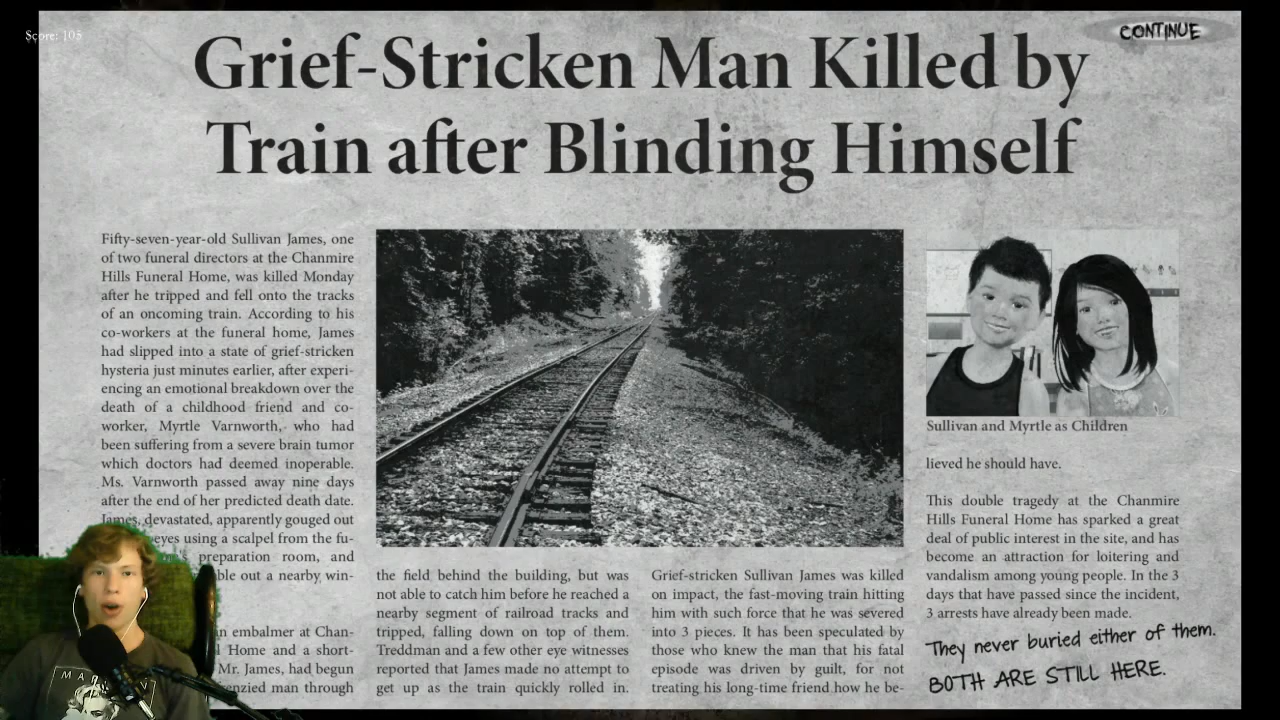 Score: 105
CONTINUE
Grief-Stricken Man Killed by
Train after Blinding Himself
Fifty-seven-year-old Sullivan James, one
of two funeral directors at the Chanmire
Hills Funeral Home, was killed Monday
after he tripped and fell onto the tracks
of an oncoming train. According to his
co-workers at the funeral home, James
had slipped into a state of grief-stricken
hysteria just minutes earlier, after experi-
encing an emotional breakdown over the
death of a childhood friend and co-
worker, Myrtle Varnworth, who had
been suffering from a severe brain tumor
which doctors had deemed inoperable.
Ms. Varnworth passed away nine days
after the end of her predicted death date.
James, devastated, apparently gouged out
eyes using a scalpel from the fu-
preparation room, and
out a nearby win-
embalmer at Chan-
Home and a short-
Mr. James, had begun
man through
the field behind the building, but was
not able to catch him before he reached a
nearby segment of railroad tracks and
tripped, falling down on top of them.
Treddman and a few other eye witnesses
reported that James made no attempt to
get up as the train quickly rolled in.
Grief-stricken Sullivan James was killed
on impact, the fast-moving train hitting
him with such force that he was severed
into 3 pieces. It has been speculated by
those who knew the man that his fatal
episode was driven by guilt, for not
treating his long-time friend how he be-
Sullivan and Myrtle as Children
lieved he should have.
This double tragedy at the Chanmire
Hills Funeral Home has sparked a great
deal of public interest in the site, and has
become an attraction for loitering and
vandalism among young people. In the 3
days that have passed since the incident,
3 arrests have already been made.
They never buried either of them.
BOTH ARE STILL HERE.